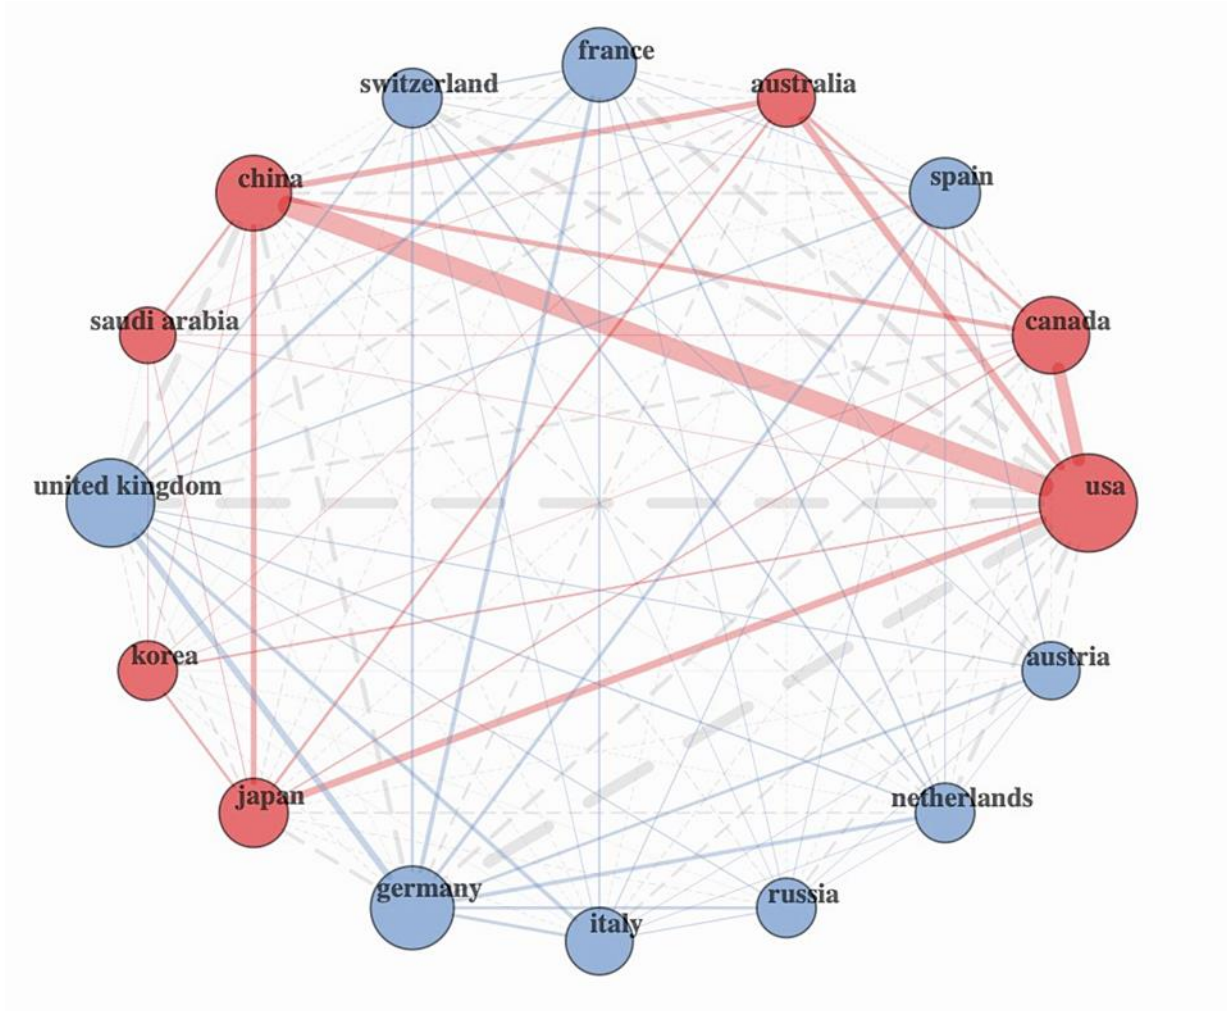 france
switzerland
australia
china
spain
saudi arabia
canada
united kingdom
usa
korea
austria
japan
netherlands
germany
russia
italy